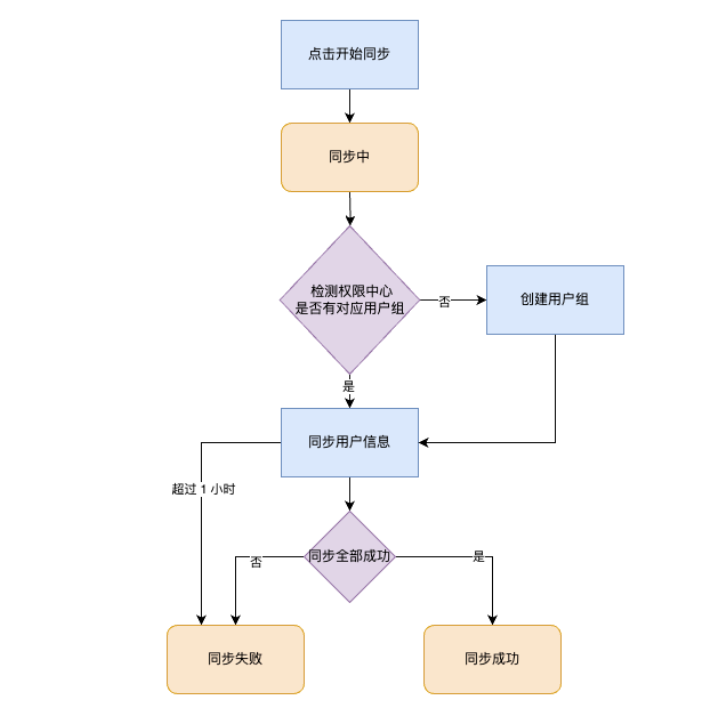 点击开始同步
同步中
检测权限中心
是否有对应用户组
否
创建用户组
是
同步用户信息
超过 1 小时
同步全部成功
否
是
同步失败
同步成功